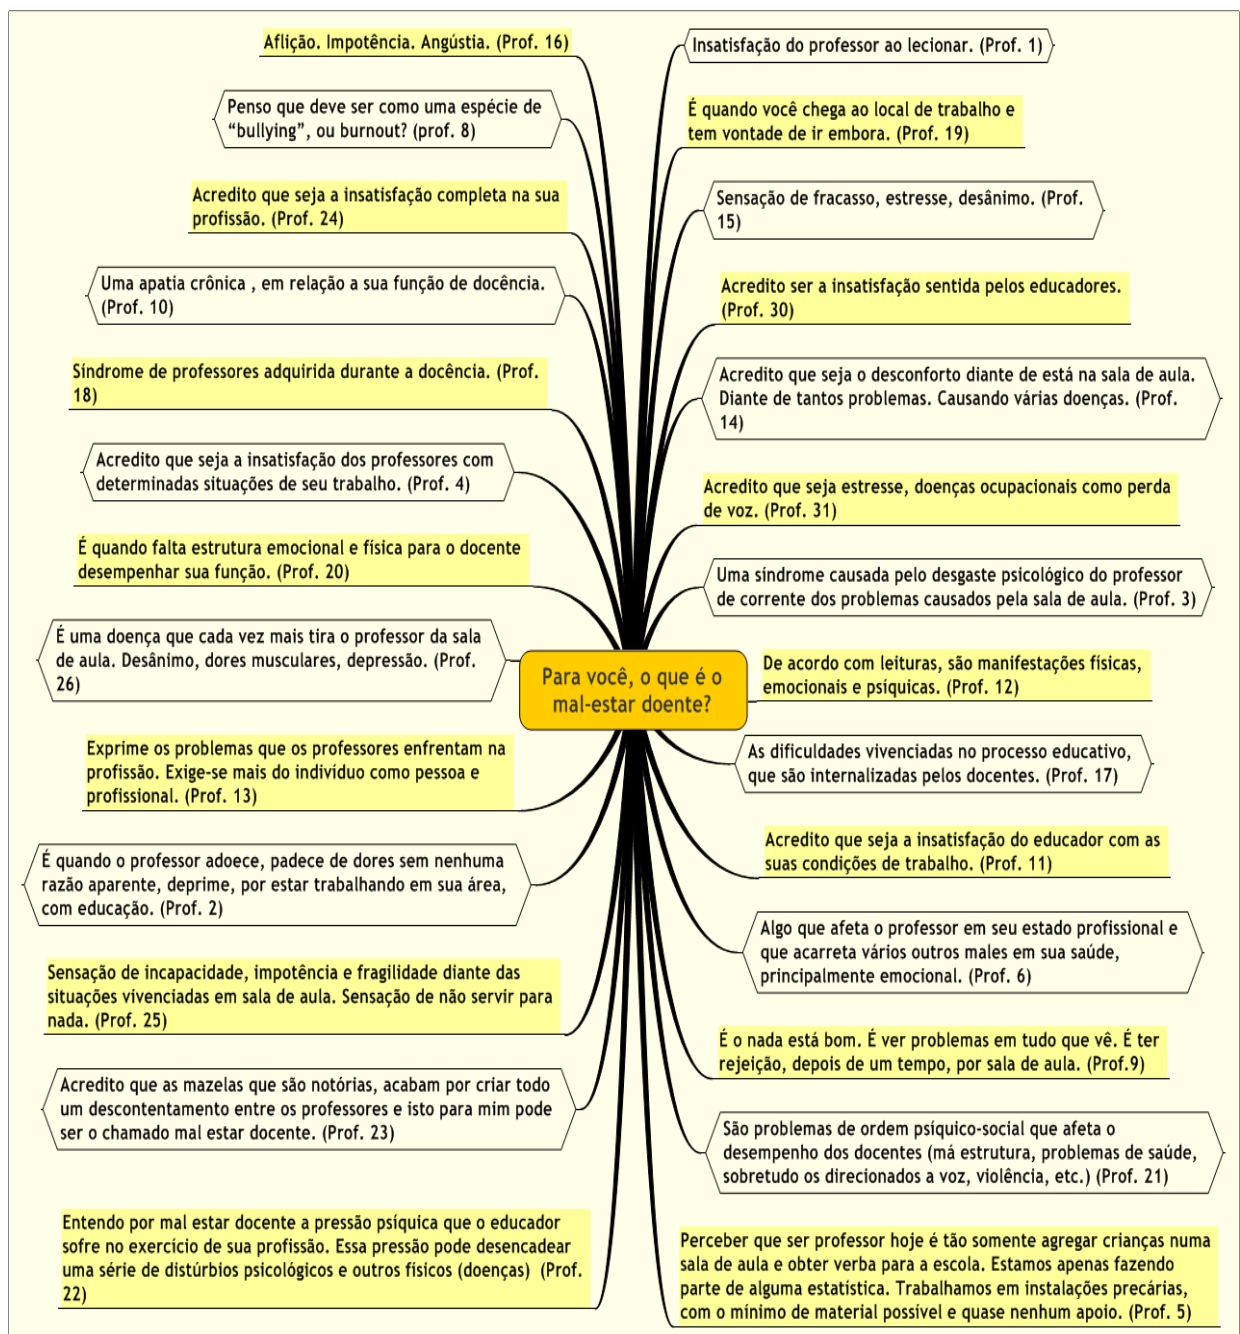 Aflição. Impotência. Angústia. (Prof. 16)
Penso que deve ser como uma espécie de
“bullying”, ou burnout? (prof. 8)
Acredito que seja a insatisfação completa na sua
profissão. (Prof. 24)
Uma apatia crônica , em relação a sua função de docência.
(Prof. 10)
Síndrome de professores adquirida durante a docência. (Prof.
18)
Acredito que seja a insatisfação dos professores com
determinadas situações de seu trabalho. (Prof. 4)
É quando falta estrutura emocional e física para o docente
desempenhar sua função. (Prof. 20)
É uma doença que cada vez mais tira o professor da sala
de aula. Desânimo, dores musculares, depressão. (Prof.
26)
Exprime os problemas que os professores enfrentam na
profissão. Exige-se mais do indivíduo como pessoa e
profissional. (Prof. 13)
É quando o professor adoece, padece de dores sem nenhuma
razão aparente, deprime, por estar trabalhando em sua área,
com educação. (Prof. 2)
Sensação de incapacidade, impotência e fragilidade diante das
situações vivenciadas em sala de aula. Sensação de não servir para
nada. (Prof. 25)
Acredito que as mazelas que são notórias, acabam por criar todo
um descontentamento entre os professores e isto para mim pode
ser o chamado mal estar docente. (Prof. 23)
Entendo por mal estar docente a pressão psíquica que o educador
sofre no exercício de sua profissão. Essa pressão pode desencadear
uma série de distúrbios psicológicos e outros físicos (doenças) (Prof.
22)
Para você, o que é o
mal-estar doente?
Insatisfação do professor ao lecionar. (Prof. 1)
É quando você chega ao local de trabalho e
tem vontade de ir embora. (Prof. 19)
Sensação de fracasso, estresse, desânimo. (Prof.
15)
Acredito ser a insatisfação sentida pelos educadores.
(Prof. 30)
Acredito que seja o desconforto diante de está na sala de aula.
Diante de tantos problemas. Causando várias doenças. (Prof.
14)
Acredito que seja estresse, doenças ocupacionais como perda
de voz. (Prof. 31)
Uma síndrome causada pelo desgaste psicológico do professor
de corrente dos problemas causados pela sala de aula. (Prof. 3)
De acordo com leituras, são manifestações físicas,
emocionais e psíquicas. (Prof. 12)
As dificuldades vivenciadas no processo educativo,
que são internalizadas pelos docentes. (Prof. 17)
Acredito que seja a insatisfação do educador com as
suas condições de trabalho. (Prof. 11)
Algo que afeta o professor em seu estado profissional e
que acarreta vários outros males em sua saúde,
principalmente emocional. (Prof. 6)
É o nada está bom. É ver problemas em tudo que vê. É ter
rejeição, depois de um tempo, por sala de aula. (Prof.9)
São problemas de ordem psíquico-social que afeta o
desempenho dos docentes (má estrutura, problemas de saúde,
sobretudo os direcionados a voz, violência, etc.) (Prof. 21)
Perceber que ser professor hoje é tão somente agregar crianças numa
sala de aula e obter verba para a escola. Estamos apenas fazendo
parte de alguma estatística. Trabalhamos em instalações precárias,
com o mínimo de material possível e quase nenhum apoio. (Prof. 5)